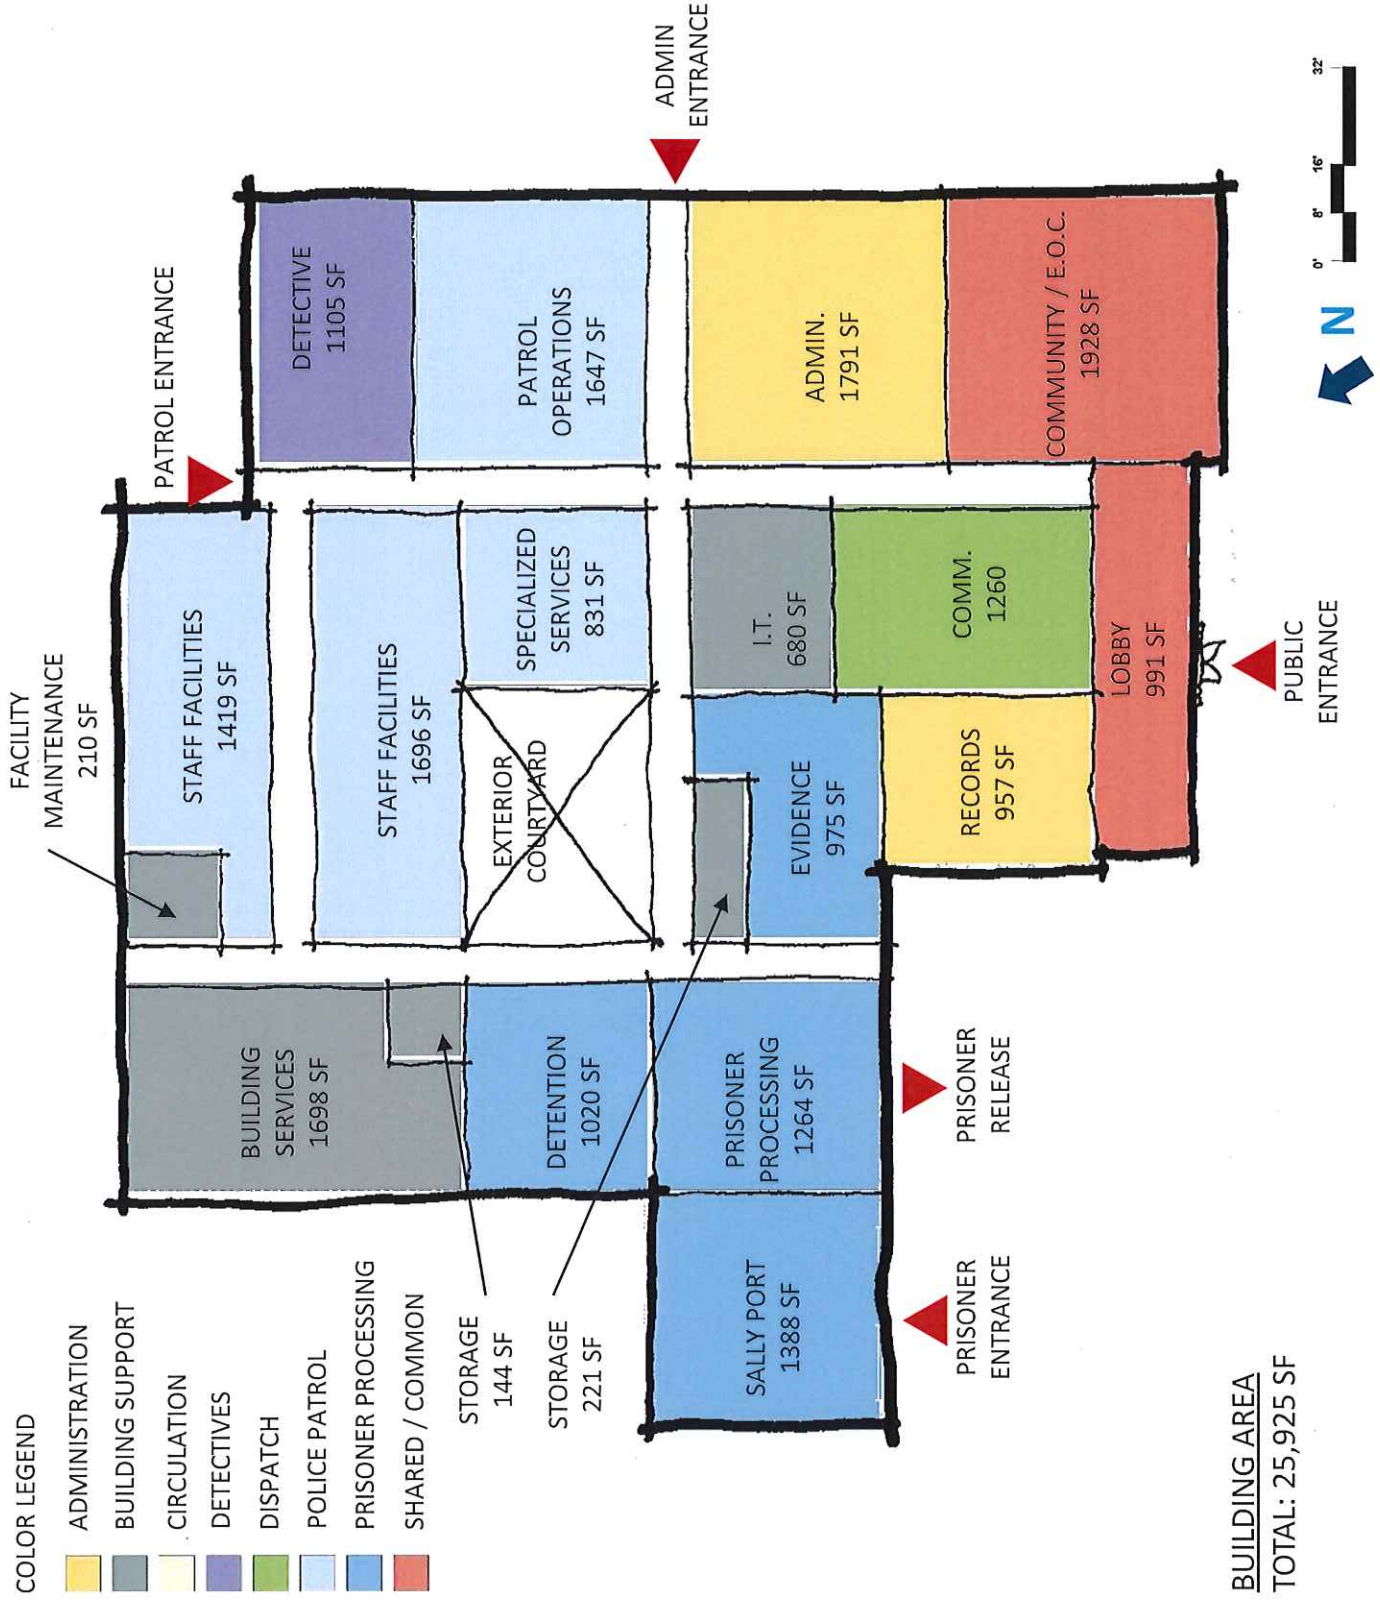 COLOR LEGEND
ADMINISTRATION
BUILDING SUPPORT
CIRCULATION
DETECTIVES
DISPATCH
POLICE PATROL
PRISONER PROCESSING
SHARED / COMMON
FACILITY
MAINTENANCE
210 SF
PATROL ENTRANCE
ADMIN
ENTRANCE
STORAGE
144 SF
STORAGE
221 SF
BUILDING
SERVICES
1698 SF
STAFF FACILITIES
1419 SF
STAFF FACILITIES
1696 SF
DETECTIVE
1105 SF
PATROL
OPERATIONS
1647 SF
SPECIALIZED
SERVICES
831 SF
EXTERIOR
COURTYARD
DETENTION
1020 SF
PRISONER
PROCESSING
1264 SF
SALLY PORT
1388 SF
EVIDENCE
975 SF
I.T.
680 SF
ADMIN.
1791 SF
RECORDS
957 SF
COMM.
1260
COMMUNITY / E.O.C.
1928 SF
LOBBY
991 SF
PRISONER
ENTRANCE
PRISONER
RELEASE
PUBLIC
ENTRANCE
BUILDING AREA
TOTAL: 25,925 SF
N
0' 8' 16' 32'